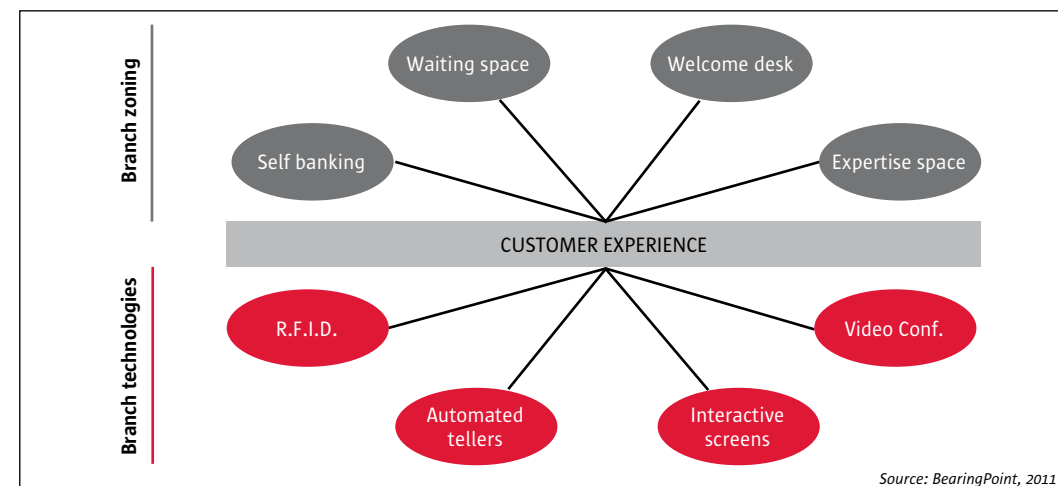 Branch zoning
Waiting space
Welcome desk
Self banking
Expertise space
CUSTOMER EXPERIENCE
Branch technologies
R.F.I.D.
Video Conf.
Automated
tellers
Interactive
screens
Source: BearingPoint, 2011